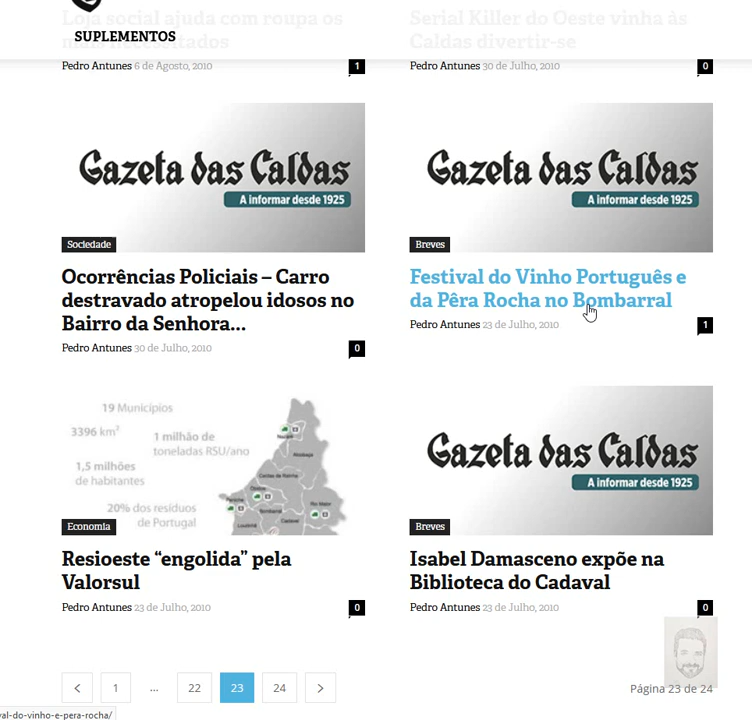 Loja social ajuda com roupa os
mais necessitados
Serial Killer do Oeste vinha às
Caldas divertir-se
SUPLEMENTOS
Pedro Antunes 6 de Agosto, 2010
1
Pedro Antunes 30 de Julho, 2010
0
Gazeta das Caldas
A informar desde 1925
Sociedade
Ocorrências Policiais – Carro
destravado atropelou idosos no
Bairro da Senhora...
Pedro Antunes 30 de Julho, 2010
0
Gazeta das Caldas
A informar desde 1925
Breves
Festival do Vinho Português e
da Pêra Rocha no Bombarral
Pedro Antunes 23 de Julho, 2010
1
19 Municípios
3396 km²
1 milhão de
toneladas RSU/ano
1,5 milhões
de habitantes
20% dos resíduos
de Portugal
Economia
Resioeste “engolida” pela
Valorsul
Pedro Antunes 23 de Julho, 2010
0
Gazeta das Caldas
A informar desde 1925
Breves
Isabel Damasceno expõe na
Biblioteca do Cadaval
Pedro Antunes 23 de Julho, 2010
0
1
...
22
23
24
Página 23 de 24
val-do-vinho-e-pera-rocha/